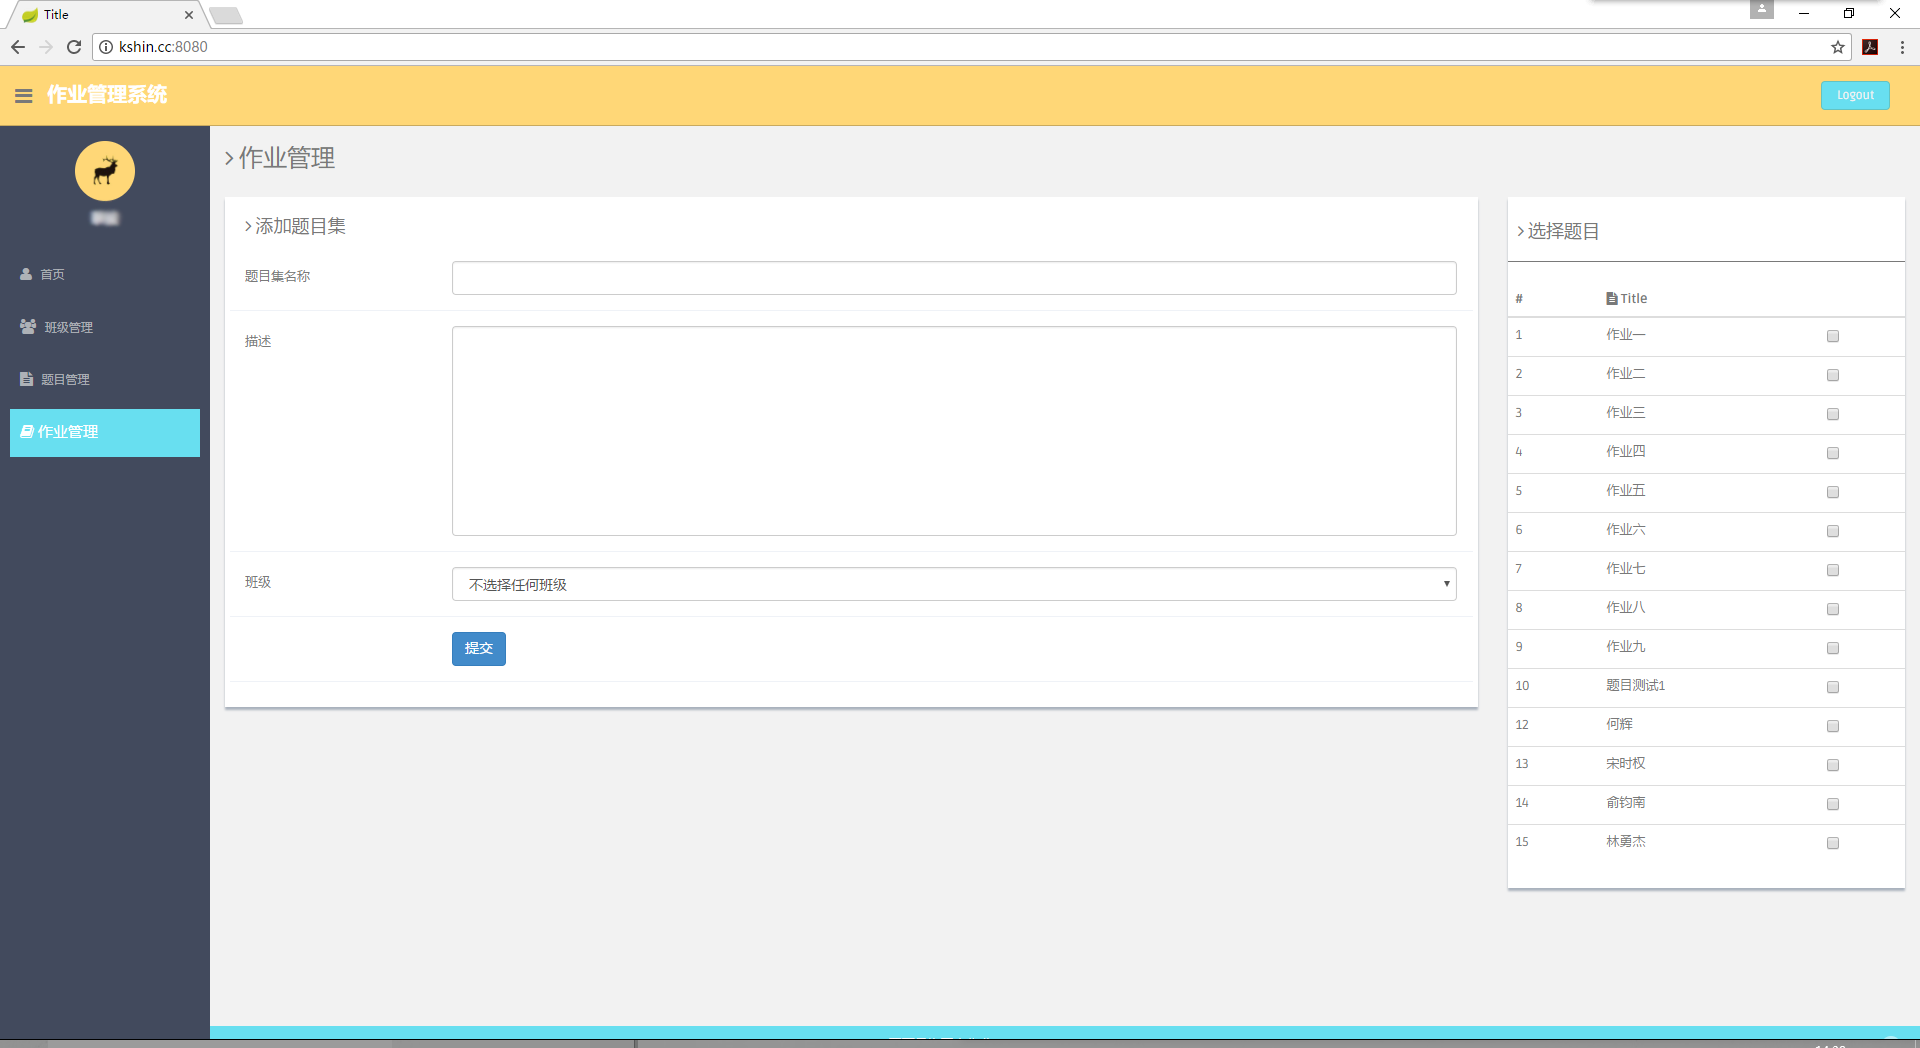 Title
kshin.cc:8080
作业管理系统
Logout
首页
班级管理
题目管理
作业管理
作业管理
添加题目集
题目集名称
描述
班级
不选择任何班级
提交
选择题目
# Title
1 作业一
2 作业二
3 作业三
4 作业四
5 作业五
6 作业六
7 作业七
8 作业八
9 作业九
10 题目测试1
12 何辉
13 宋时权
14 俞钧南
15 林勇杰